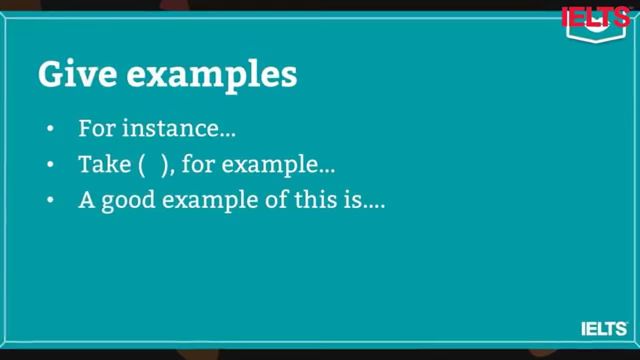 IELTS
Give examples
• For instance...
• Take ( ), for example...
• A good example of this is....
IELTS